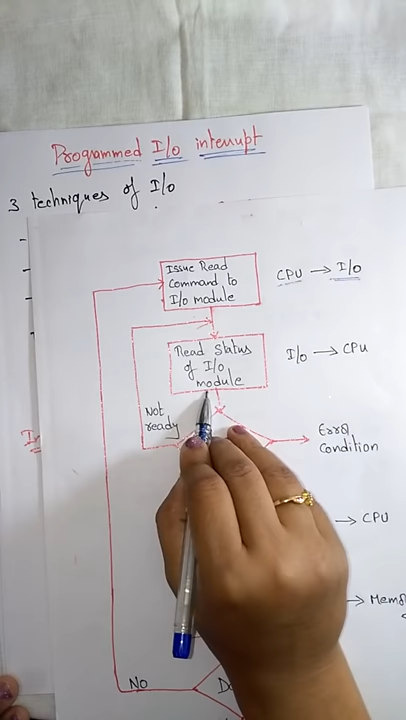 Programmed I/o interrupt
3 techniques of I/o
Issue Read
Command to
I/o module
CPU → I/o
Read Status
of I/o
module
I/o → CPU
Not
ready
Condition
→ CPU
No